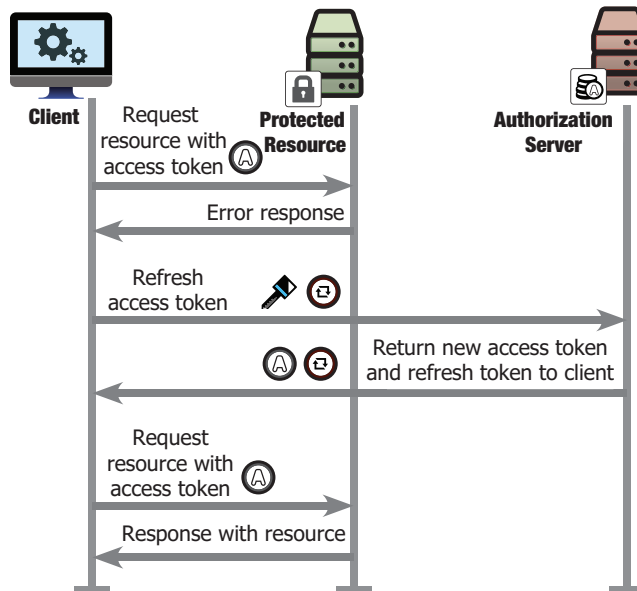 Client
Protected
Resource
Authorization
Server
Request
resource with
access token
A
Error response
Refresh
access token
A
Return new access token
and refresh token to client
Request
resource with
access token
A
Response with resource